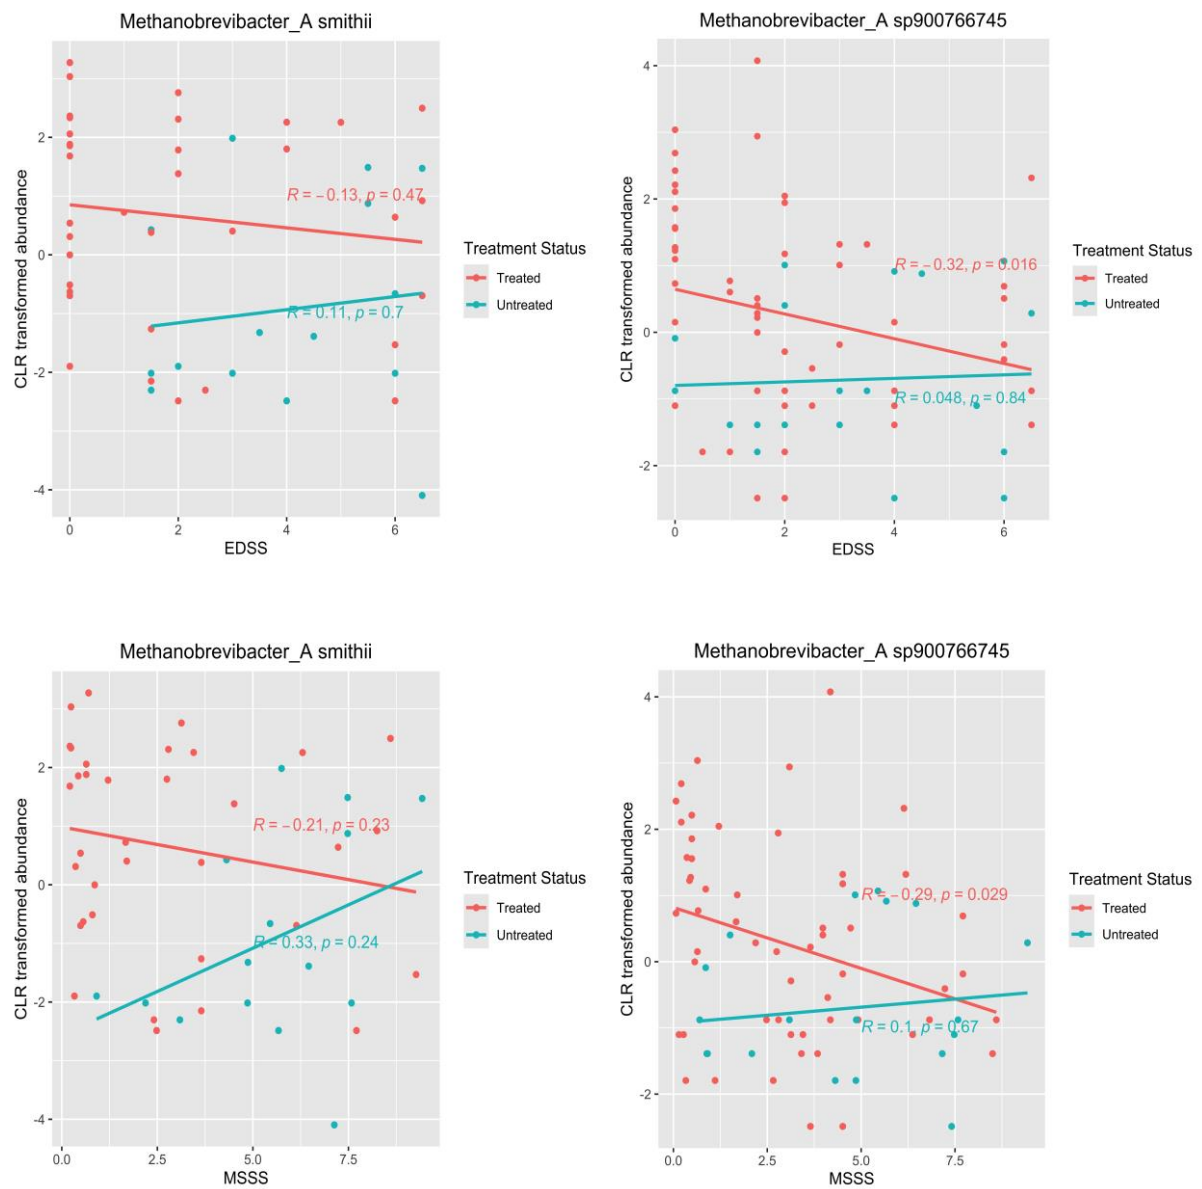 Methanobrevibacter_A smithii
CLR transformed abundance
2
0
-2
-4
R = −0.13, p = 0.47
R = 0.11, p = 0.7
0 2 4 6
EDSS
Treatment Status
Treated
Untreated
Methanobrevibacter_A sp900766745
CLR transformed abundance
4
2
0
-2
R = −0.32, p = 0.016
R = 0.048, p = 0.84
0 2 4 6
EDSS
Treatment Status
Treated
Untreated
Methanobrevibacter_A smithii
CLR transformed abundance
2
0
-2
-4
R = −0.21, p = 0.23
R = 0.33, p = 0.24
0.0 2.5 5.0 7.5
MSSS
Treatment Status
Treated
Untreated
Methanobrevibacter_A sp900766745
CLR transformed abundance
4
2
0
-2
R = −0.29, p = 0.029
R = 0.1, p = 0.67
0.0 2.5 5.0 7.5
MSSS
Treatment Status
Treated
Untreated